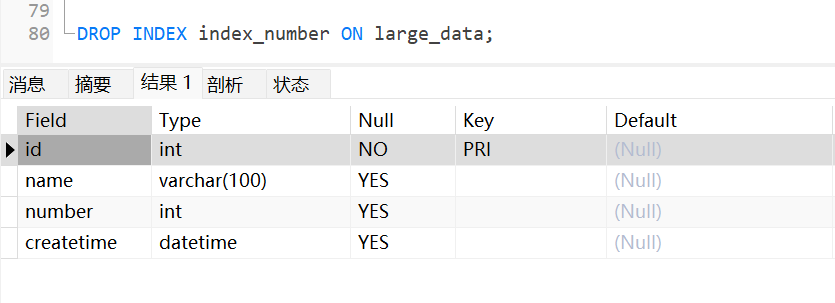 79
80 DROP INDEX index_number ON large_data;
消息 摘要 结果 1 剖析 状态
Field Type Null Key Default
id int NO PRI (Null)
name varchar(100) YES (Null)
number int YES (Null)
createtime datetime YES (Null)